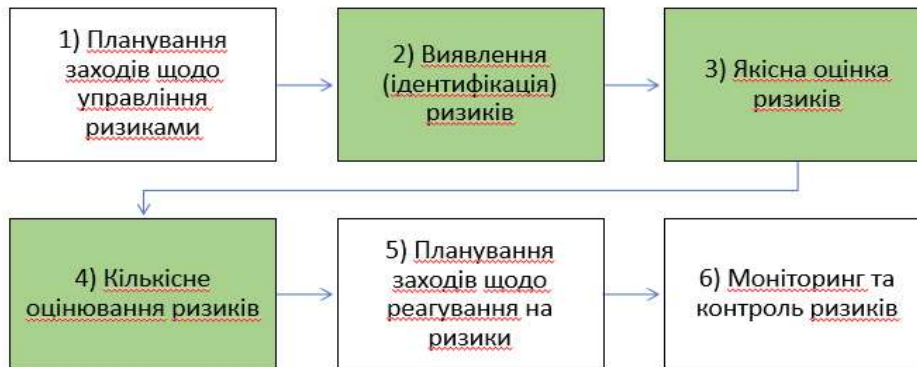 1) Планування
заходів щодо
управління
ризиками
2) Виявлення
(ідентифікація)
ризиків
3) Якісна оцінка
ризиків
4) Кількісне
оцінювання ризиків
5) Планування
заходів щодо
реагування на
ризики
6) Моніторинг та
контроль ризиків